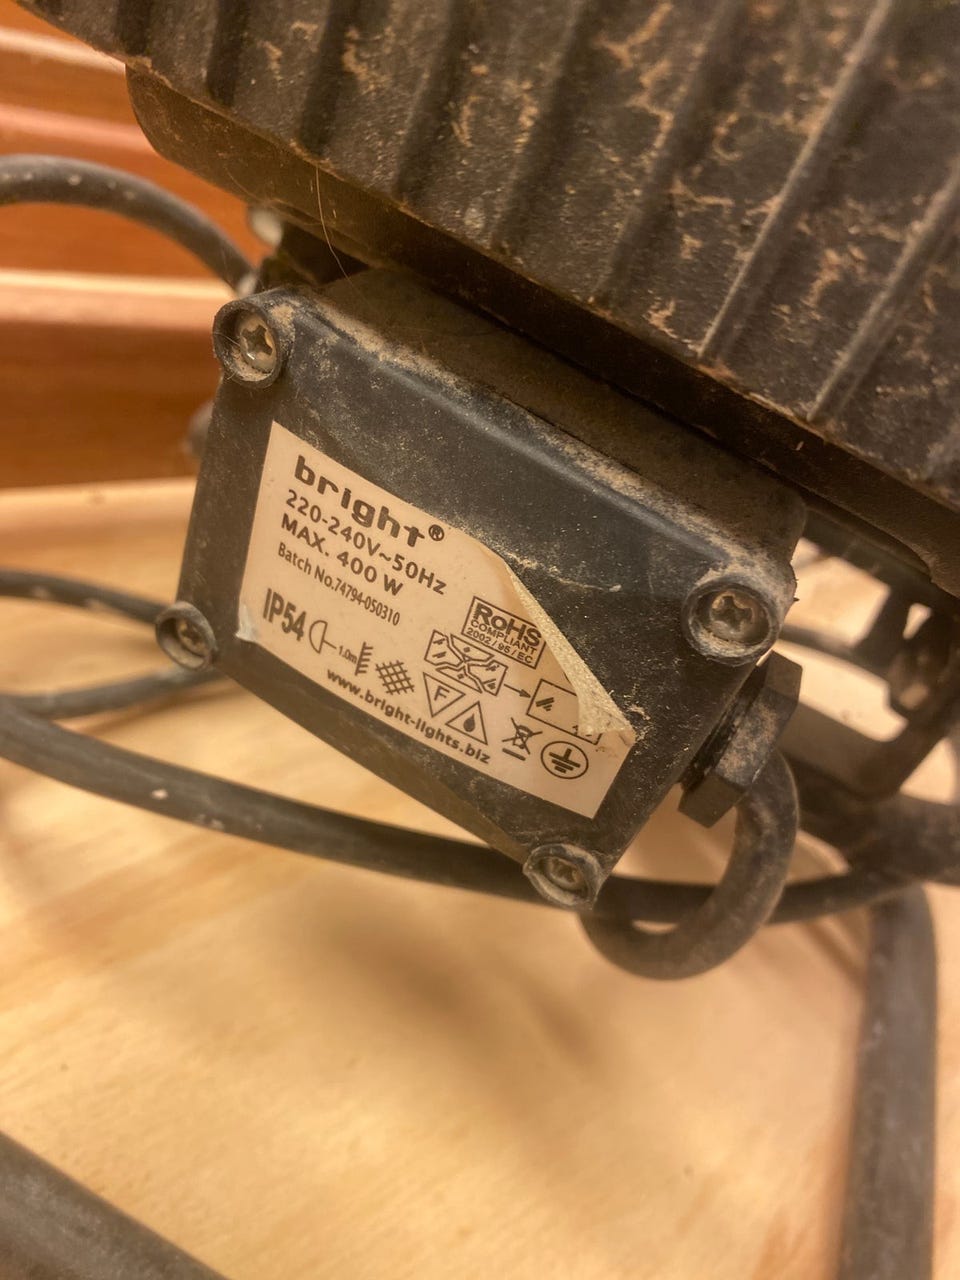 bright®
220-240V~50Hz
MAX. 400 W
Batch No.74794-050310
RoHS
COMPLIANT
2002/95/EC
IP54
1.0m
F
www.bright-lights.biz